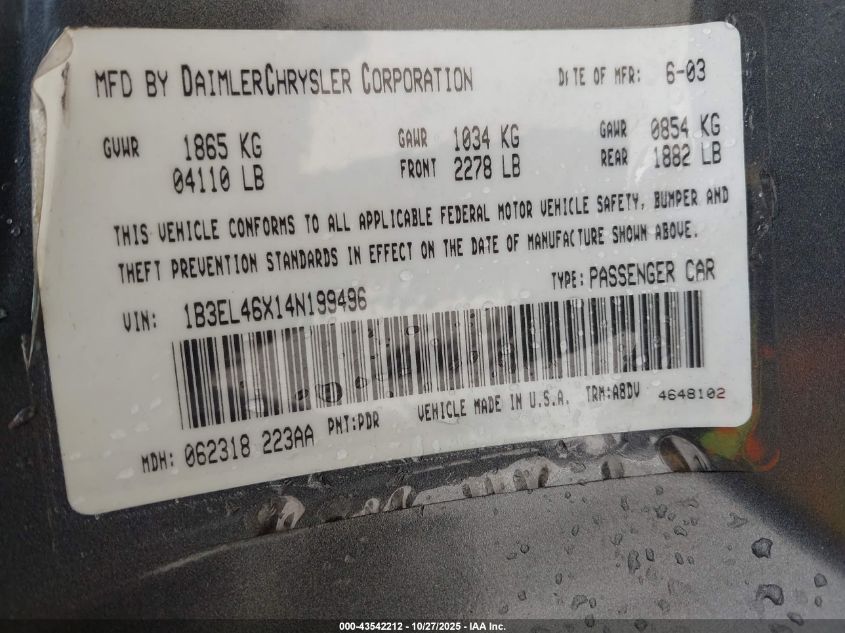 MFD BY DAIMLERCHRYSLER CORPORATION DATE OF MFR: 6-03
GVWR 1865 KG GAWR 1034 KG GAWR 0854 KG
04110 LB FRONT 2278 LB REAR 1882 LB
THIS VEHICLE CONFORMS TO ALL APPLICABLE FEDERAL MOTOR VEHICLE SAFETY, BUMPER AND
THEFT PREVENTION STANDARDS IN EFFECT ON THE DATE OF MANUFACTURE SHOWN ABOVE.
VIN: 1B3EL46X14N199496 TYPE: PASSENGER CAR
MDH: 062318 223AA PNT:PDR VEHICLE MADE IN U.S.A. TRM:A8DV 4648102
000-43542212 - 10/27/2025 - IAA Inc.